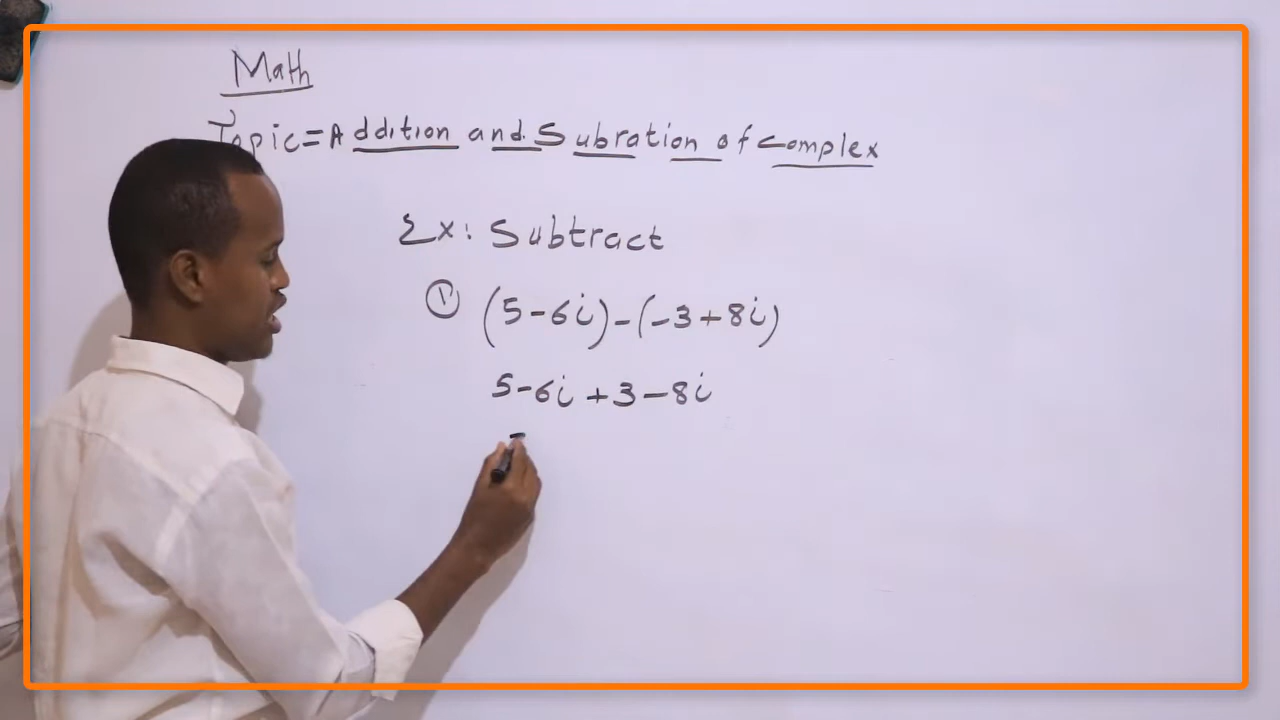 Math
Topic = Addition and Subration of Complex
Ex: Subtract
① (5-6i)-(-3+8i)
5-6i+3-8i